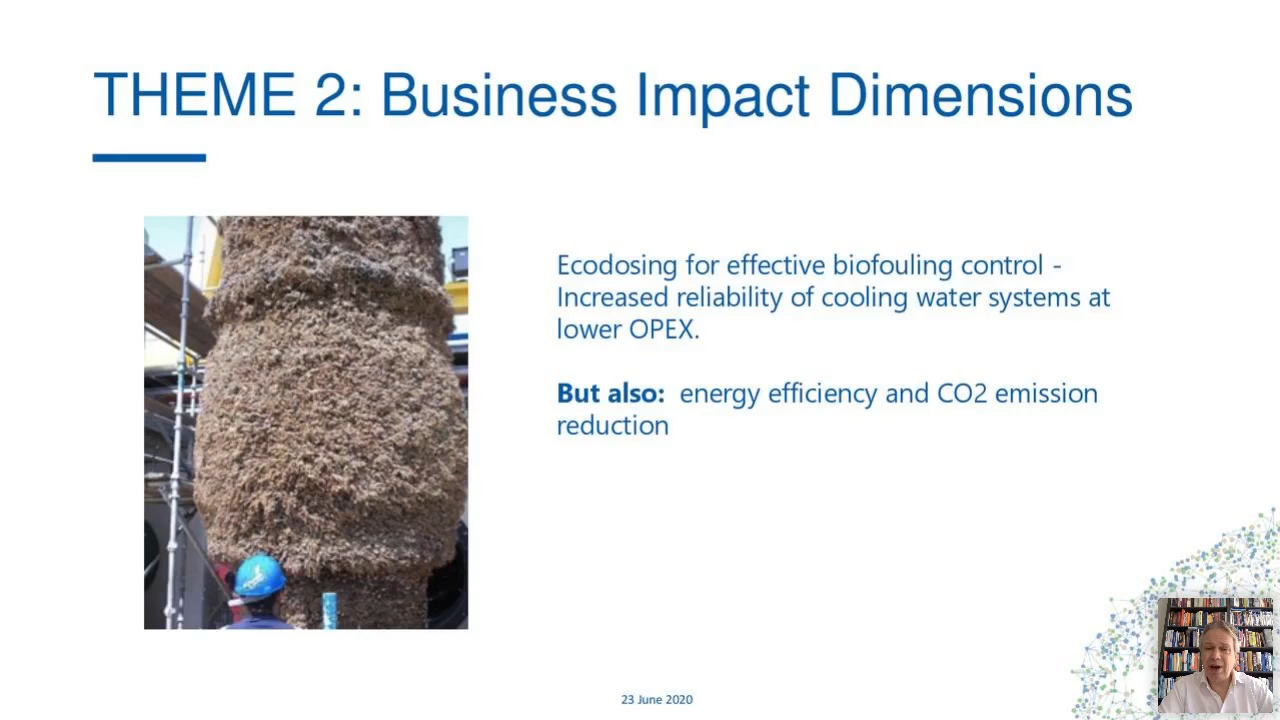 THEME 2: Business Impact Dimensions
Ecodosing for effective biofouling control -
Increased reliability of cooling water systems at
lower OPEX.
But also: energy efficiency and CO2 emission
reduction
23 June 2020